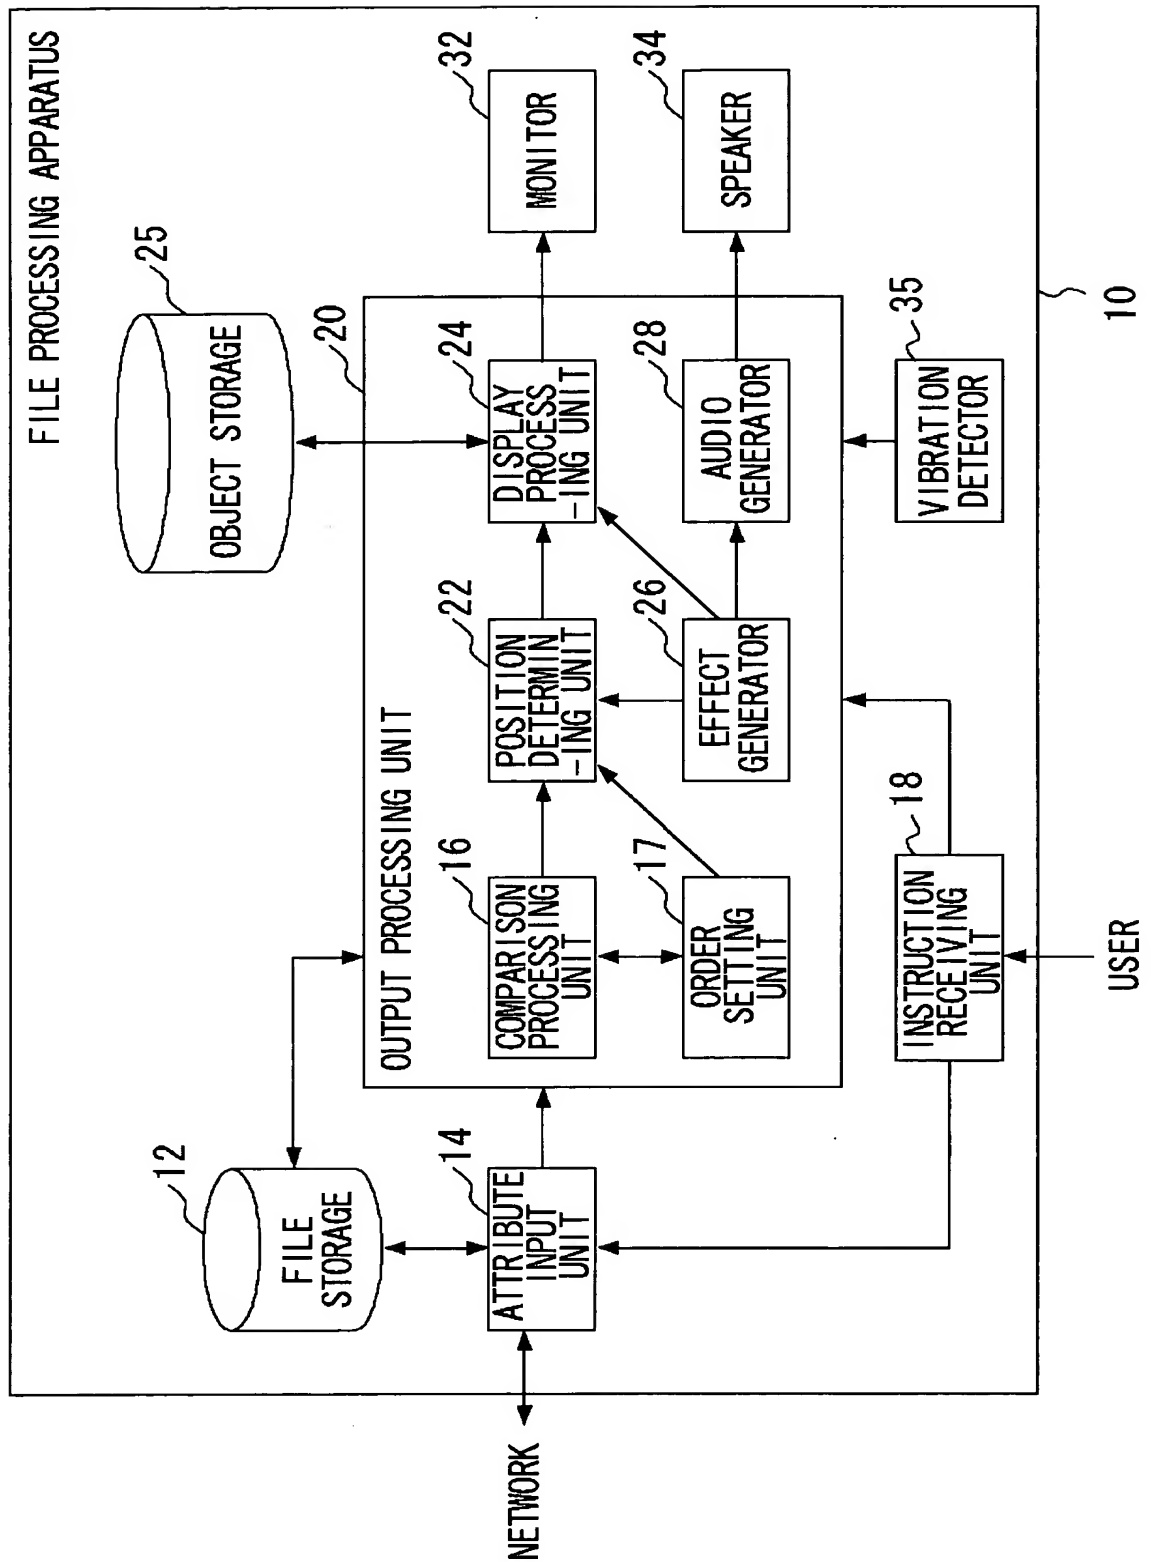 FILE PROCESSING APPARATUS
25
OBJECT STORAGE
12
FILE
STORAGE
20
OUTPUT PROCESSING UNIT
32
MONITOR
24
DISPLAY
PROCESS
-ING UNIT
22
POSITION
DETERMIN
-ING UNIT
16
COMPARISON
PROCESSING
UNIT
14
ATTRIBUTE
INPUT
UNIT
NETWORK
34
SPEAKER
28
AUDIO
GENERATOR
26
EFFECT
GENERATOR
17
ORDER
SETTING
UNIT
35
VIBRATION
DETECTOR
18
INSTRUCTION
RECEIVING
UNIT
10
USER